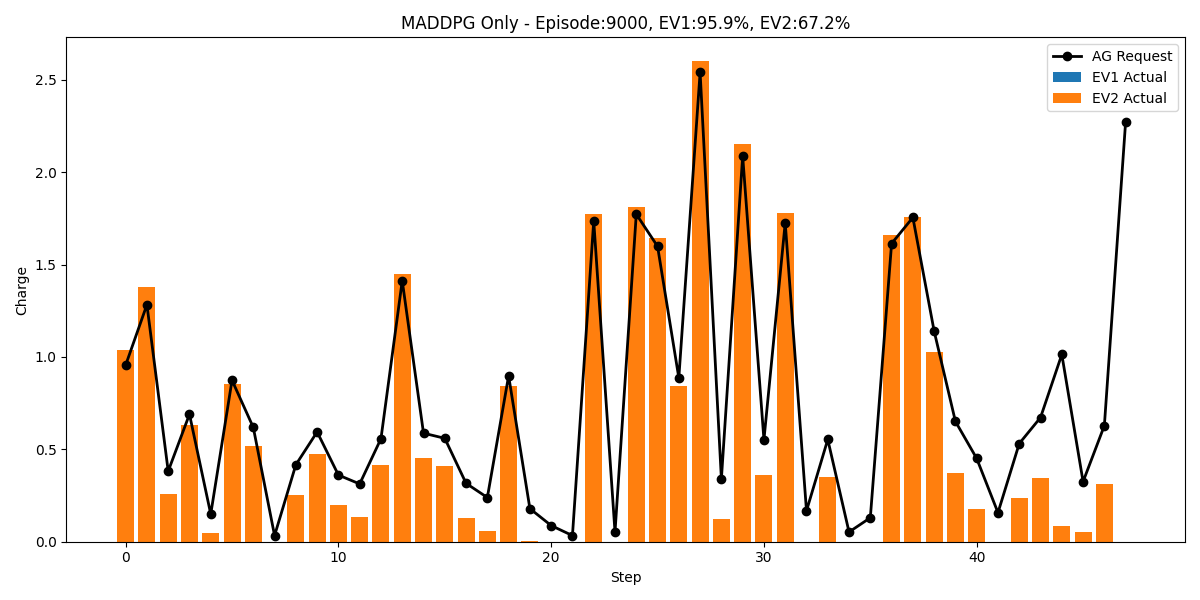 MADDPG Only - Episode:9000, EV1:95.9%, EV2:67.2%
AG Request
EV1 Actual
EV2 Actual
Charge
2.5
2.0
1.5
1.0
0.5
0.0
0 10 20 30 40
Step